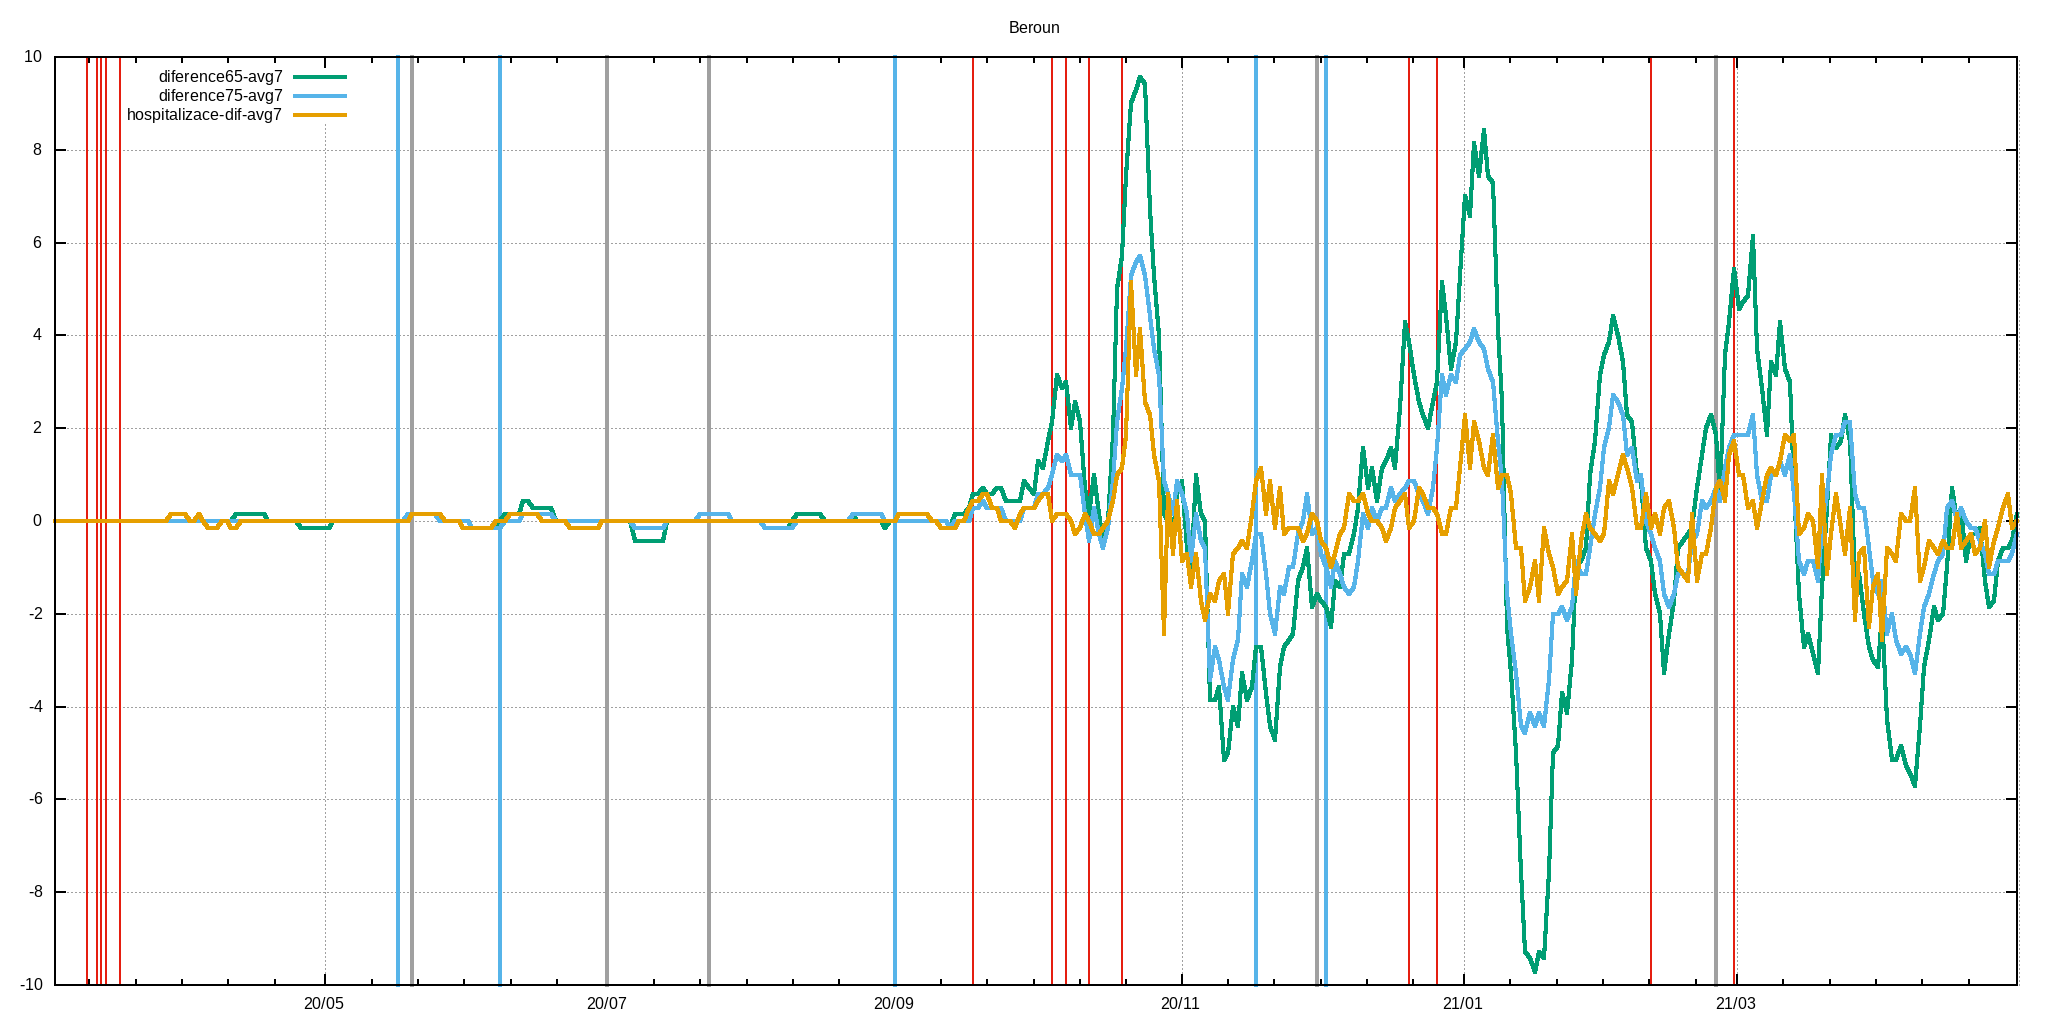 Beroun
10
diference65-avg7
diference75-avg7
hospitalizace-dif-avg7
8
6
4
2
0
-2
-4
-6
-8
-10
20/05 20/07 20/09 20/11 21/01 21/03